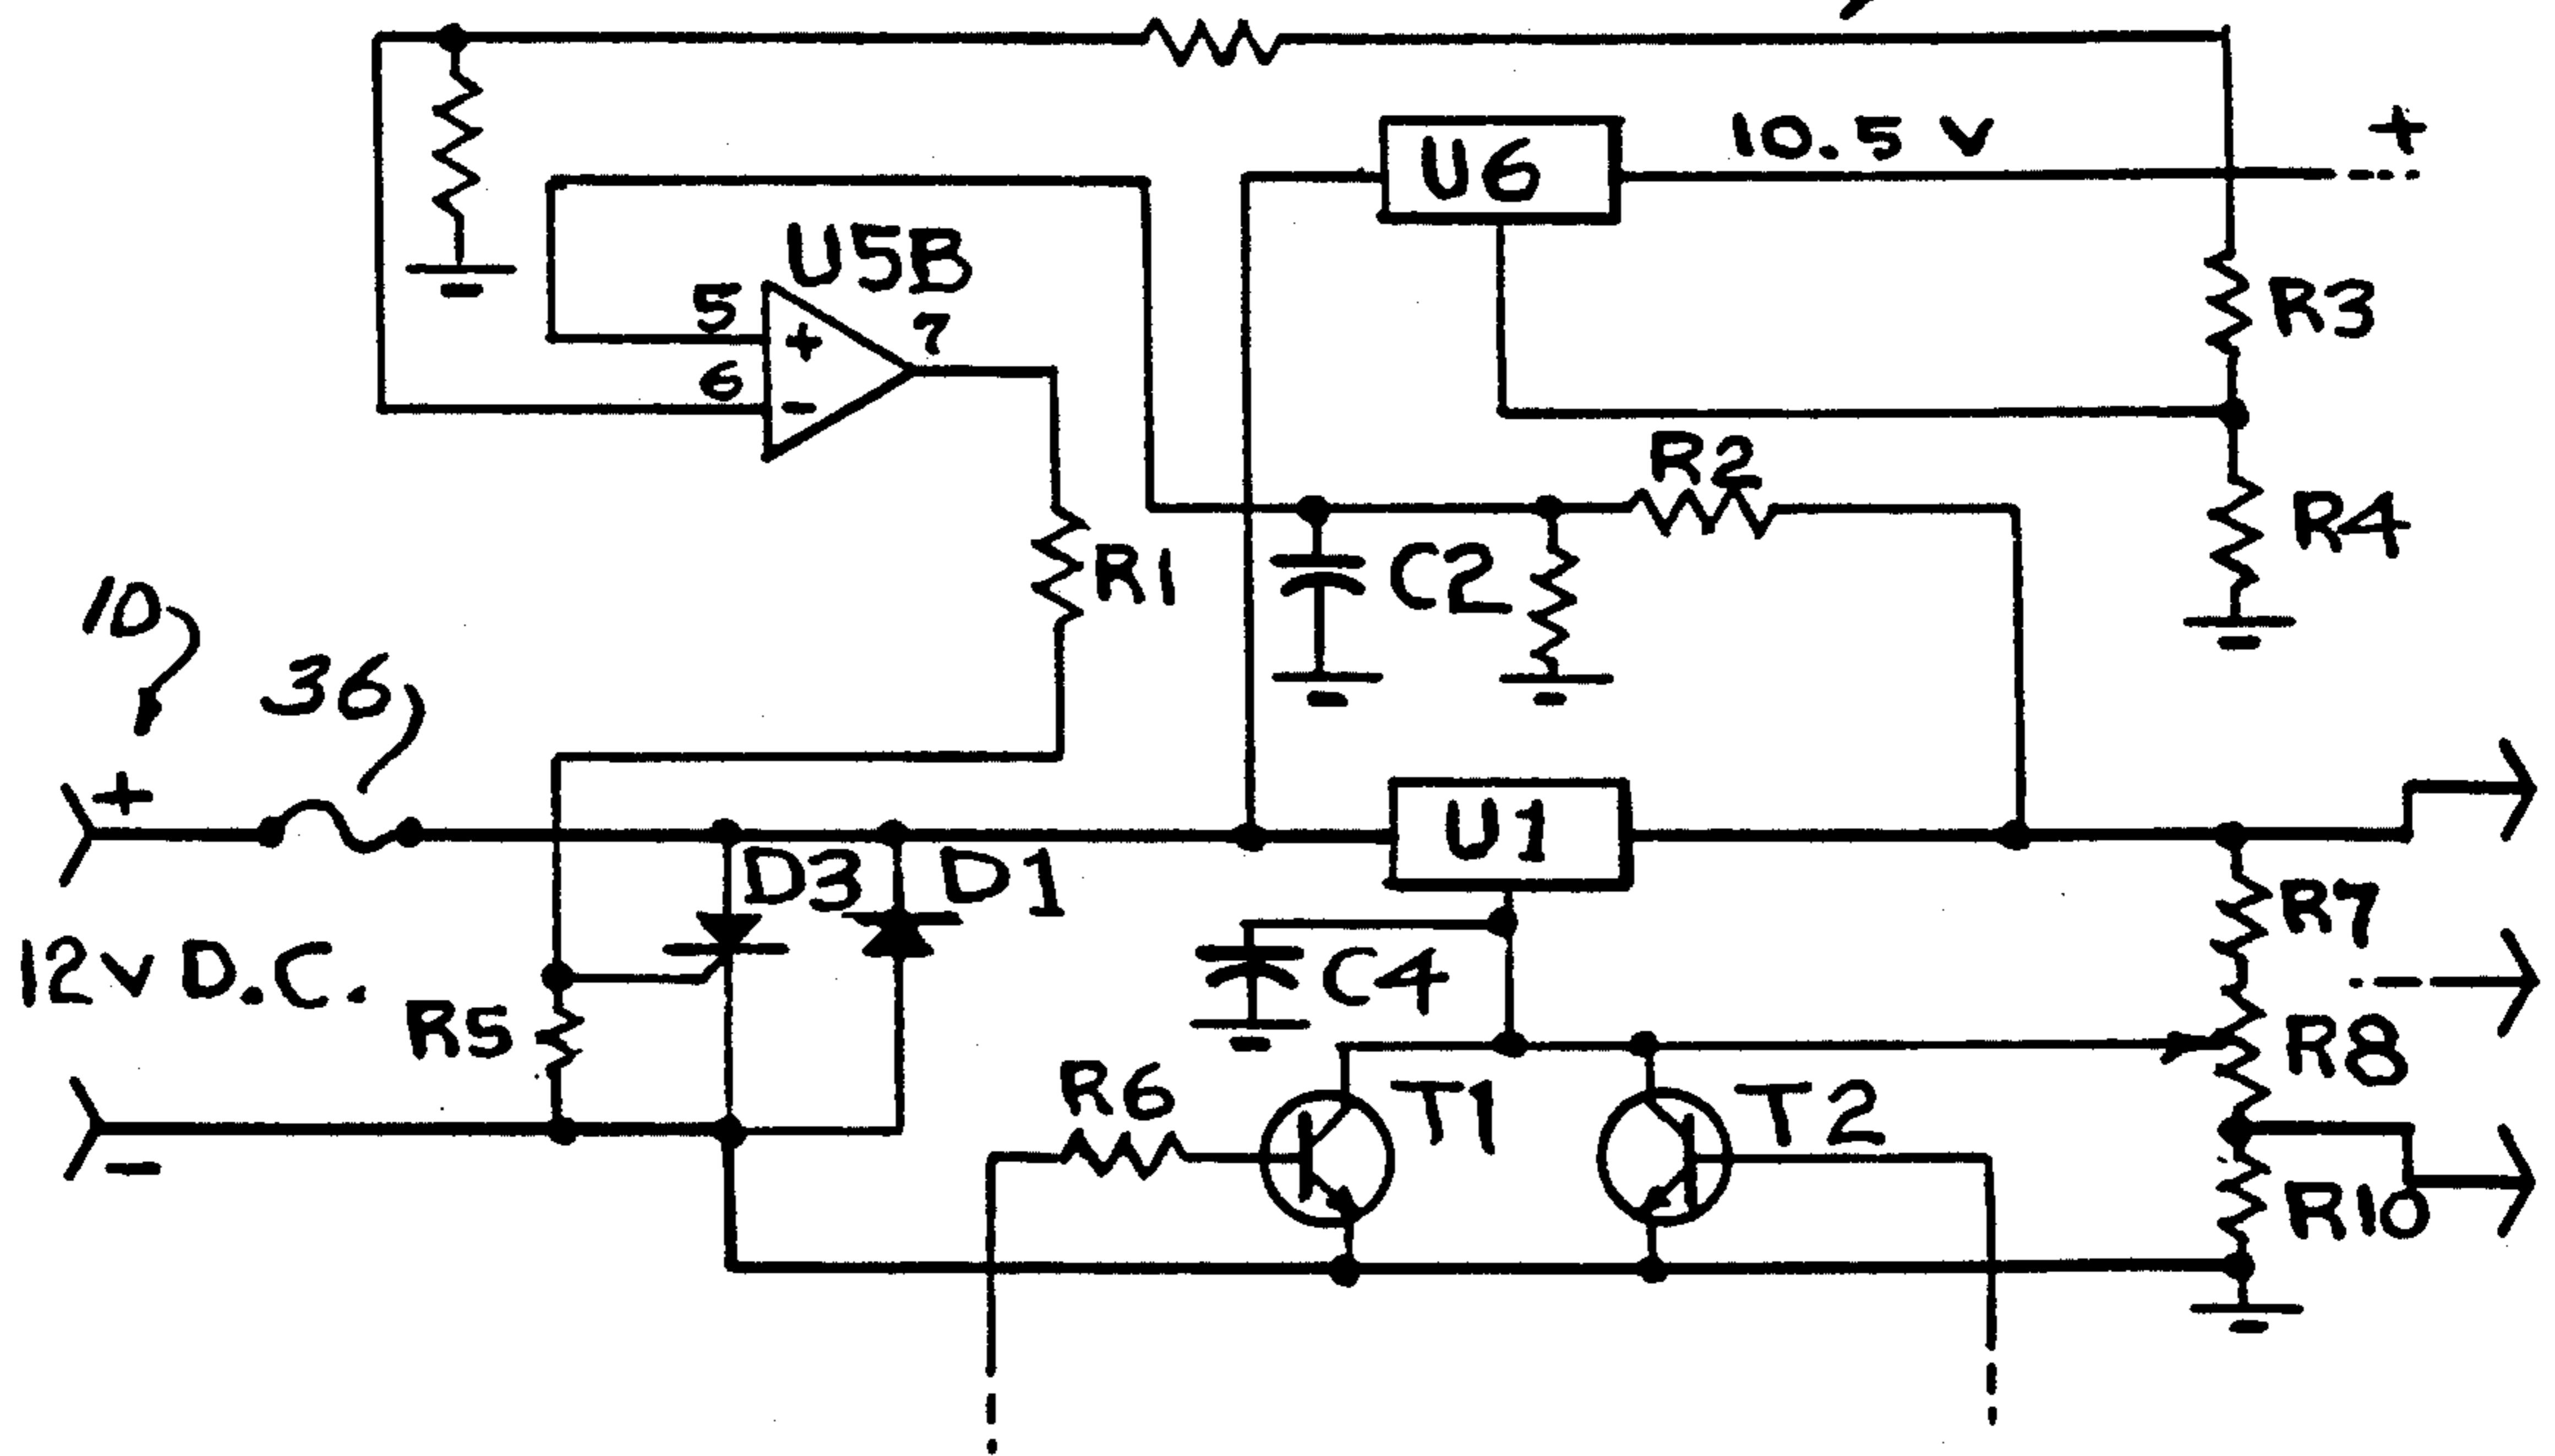 U6
10.5 V
+
U5B
5
+
7
6
-
R3
R2
R4
R1
C2
10
36
+
U1
D3
D1
R7
12v D.C.
C4
R5
R8
R6
T1
T2
-
R10